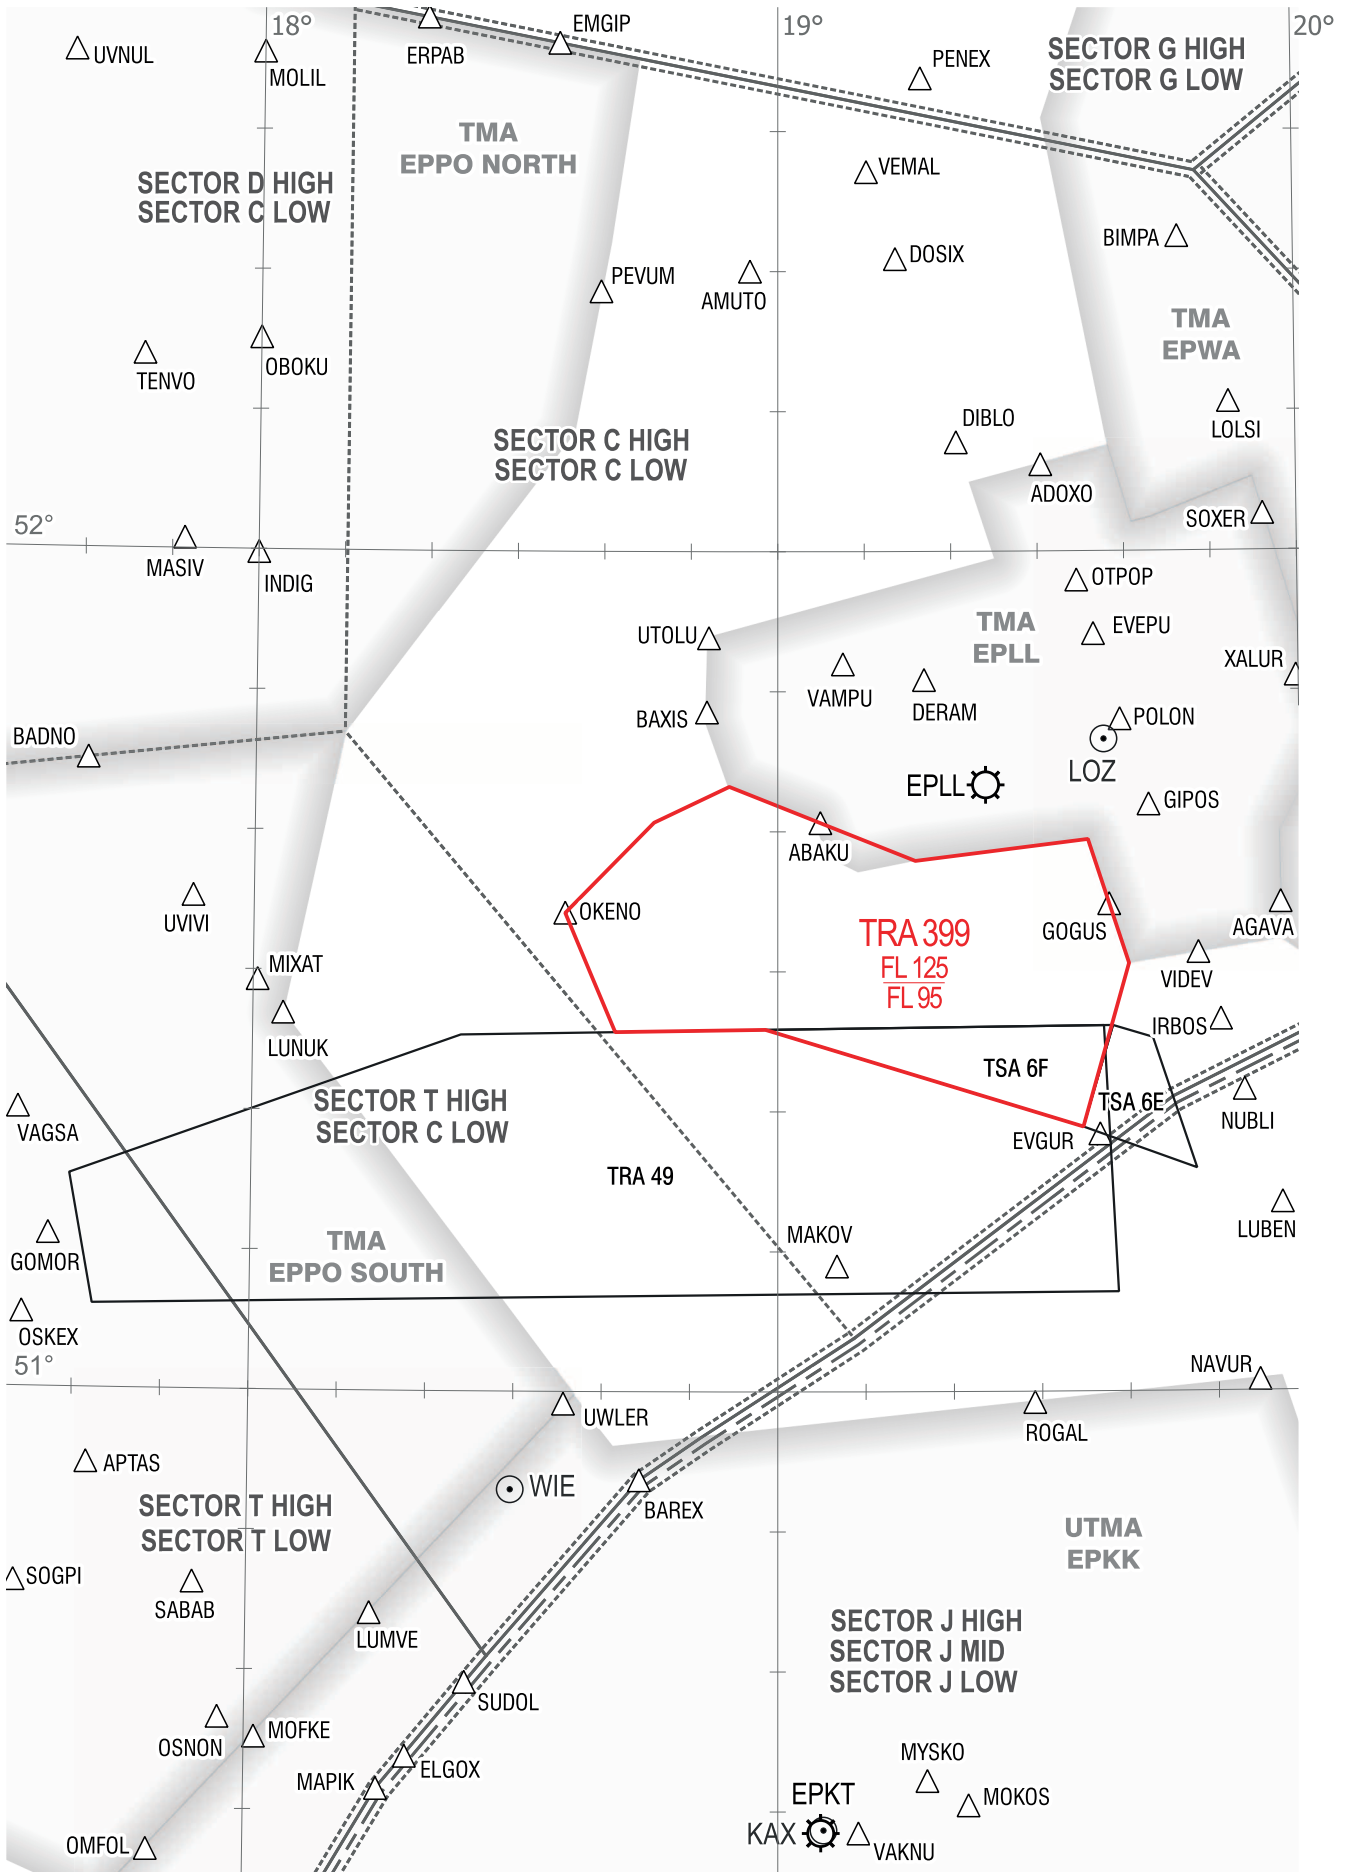 18°
19°
20°
UVNUL
MOLIL
ERPAB
EMGIP
PENEX
SECTOR G HIGH
SECTOR G LOW
TMA
EPPO NORTH
VEMAL
SECTOR D HIGH
SECTOR C LOW
BIMPA
DOSIX
PEVUM
AMUTO
TMA
EPWA
TENVO
OBOKU
DIBLO
LOLSI
SECTOR C HIGH
SECTOR C LOW
ADOXO
SOXER
52°
MASIV
INDIG
OTPOP
TMA
EPLL
EVEPU
UTOLU
XALUR
VAMPU
DERAM
BAXIS
POLON
BADNO
LOZ
EPLL
GIPOS
ABAKU
UVIVI
OKENO
GOGUS
AGAVA
TRA 399
FL 125
FL 95
MIXAT
VIDEV
LUNUK
IRBOS
TSA 6F
TSA 6E
SECTOR T HIGH
SECTOR C LOW
VAGSA
NUBLI
EVGUR
TRA 49
LUBEN
MAKOV
TMA
EPPO SOUTH
GOMOR
OSKEX
51°
NAVUR
UWLER
ROGAL
APTAS
WIE
BAREX
SECTOR T HIGH
SECTOR T LOW
UTMA
EPKK
SOGPI
SABAB
LUMVE
SECTOR J HIGH
SECTOR J MID
SECTOR J LOW
SUDOL
OSNON
MOFKE
MYSKO
ELGOX
MAPIK
EPKT
MOKOS
KAX
VAKNU
OMFOL